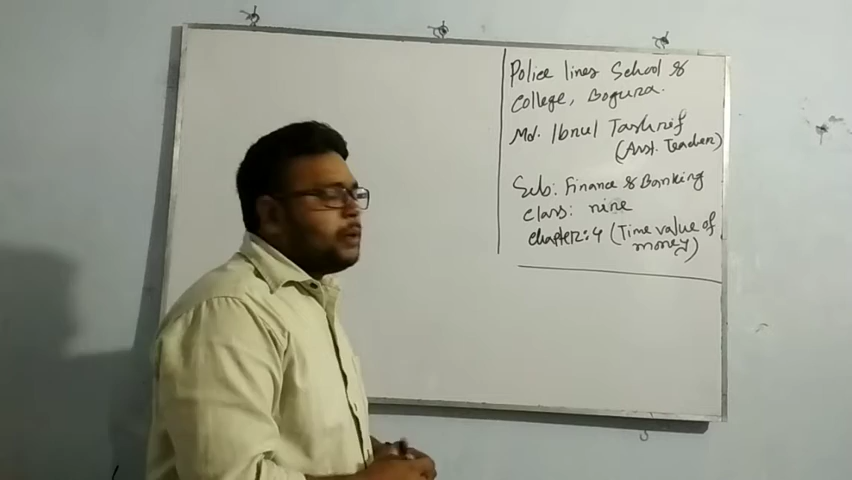 Police lines School &
College, Bogura.
Md. Ibnul Tashrif
(Asst. Teacher)
Sub: Finance & Banking
class: nine
chapter: 4 (Time value of
money)